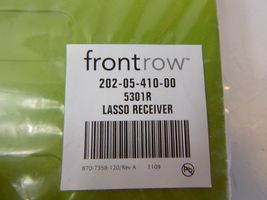 frontrow™
202-05-410-00
5301R
LASSO RECEIVER
870-7358-120/Rev A 1109